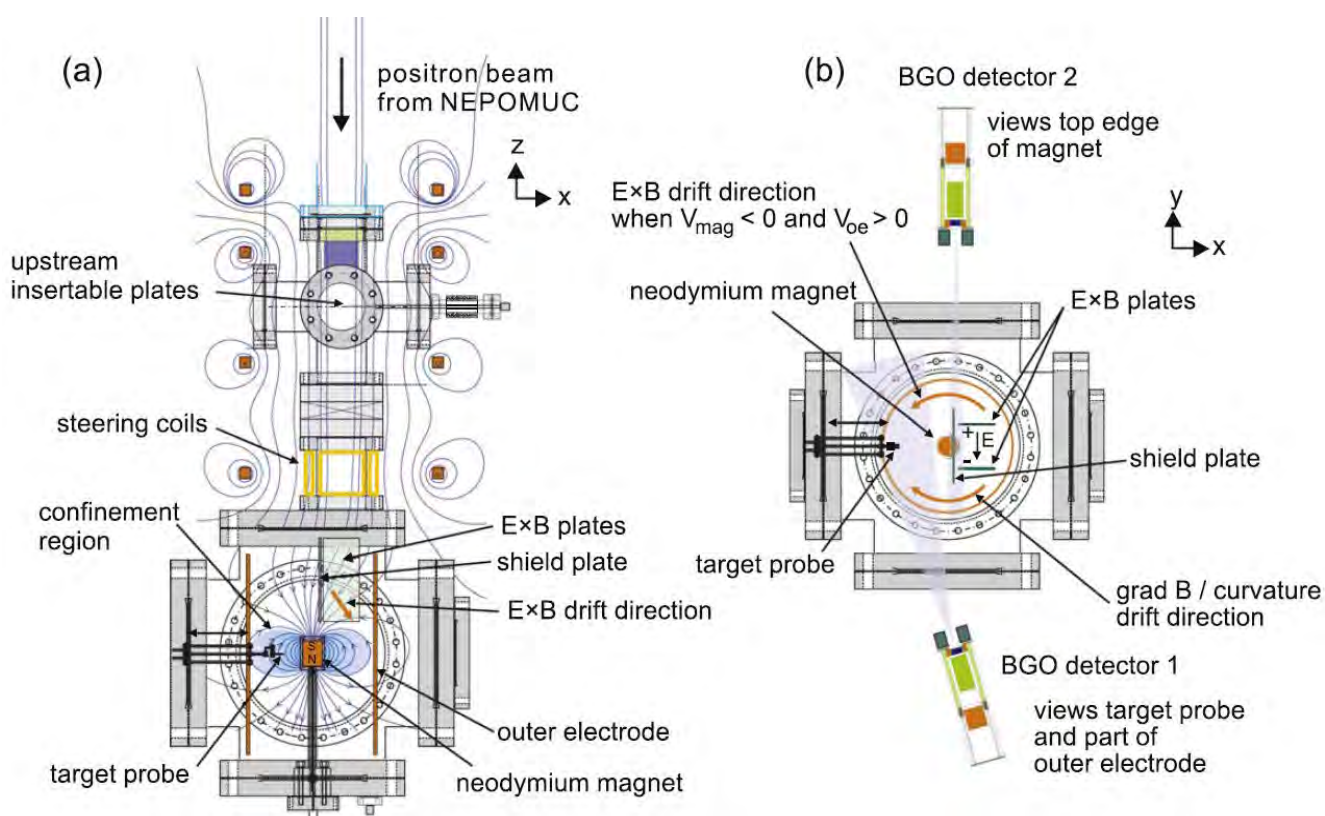 (a)
positron beam
from NEPOMUC
z
x
upstream
insertable plates
steering coils
confinement
region
E×B plates
shield plate
E×B drift direction
S
N
outer electrode
target probe
neodymium magnet
(b)
BGO detector 2
views top edge
of magnet
E×B drift direction
when Vmag < 0 and Voe > 0
y
x
neodymium magnet
E×B plates
+
E
-
shield plate
target probe
grad B / curvature
drift direction
BGO detector 1
views target probe
and part of
outer electrode